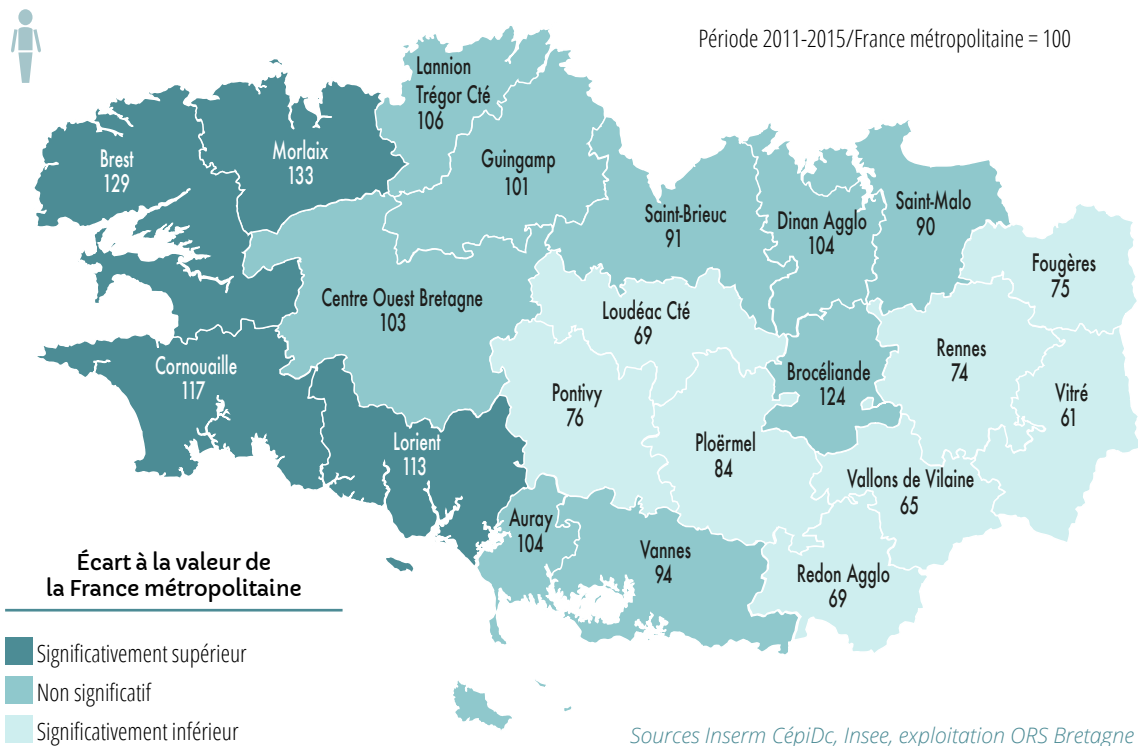 Période 2011-2015/France métropolitaine = 100
Lannion
Trégor Cté
106
Brest
129
Morlaix
133
Guingamp
101
Saint-Brieuc
91
Dinan Agglo
104
Saint-Malo
90
Fougères
75
Centre Ouest Bretagne
103
Loudéac Cté
69
Rennes
74
Cornouaille
117
Pontivy
76
Brocéliande
124
Vitré
61
Lorient
113
Ploërmel
84
Vallons de Vilaine
65
Auray
104
Vannes
94
Redon Agglo
69
Écart à la valeur de
la France métropolitaine
Significativement supérieur
Non significatif
Significativement inférieur
Sources Inserm CépiDc, Insee, exploitation ORS Bretagne